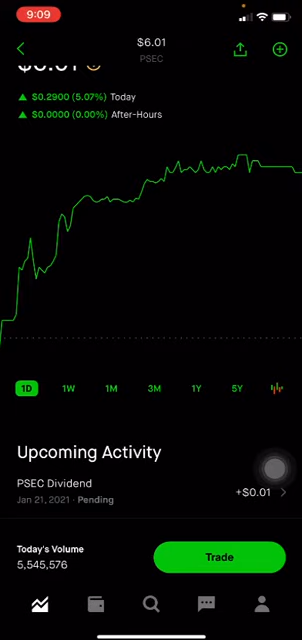 9:09
$6.01
PSEC
$6.01
▲ $0.2900 (5.07%) Today
▲ $0.0000 (0.00%) After-Hours
1D 1W 1M 3M 1Y 5Y
Upcoming Activity
PSEC Dividend
Jan 21, 2021 · Pending
+$0.01
Today's Volume
5,545,576
Trade